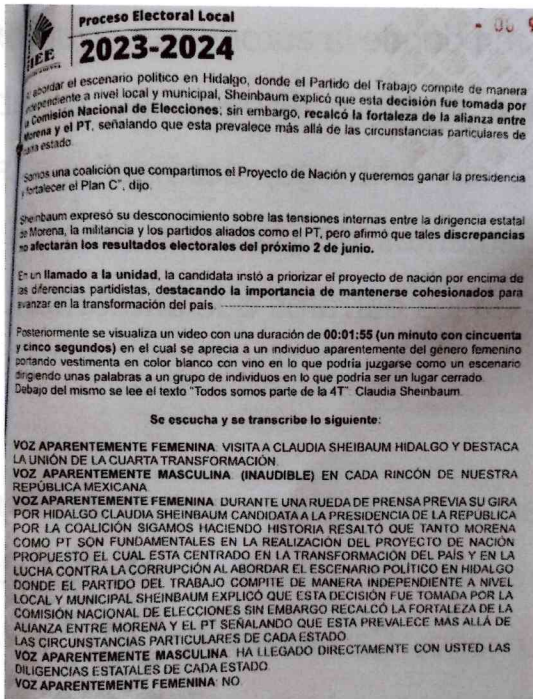 Proceso Electoral Local
2023-2024
IEE
abordar el escenario político en Hidalgo, donde el Partido del Trabajo compite de manera
independiente a nivel local y municipal, Sheinbaum explicó que esta decisión fue tomada por
Comisión Nacional de Elecciones; sin embargo, recalcó la fortaleza de la alianza entre
Morena y el PT, señalando que esta prevalece más allá de las circunstancias particulares de
cada estado.
Somos una coalición que compartimos el Proyecto de Nación y queremos ganar la presidencia
y fortalecer el Plan C", dijo.
Sheinbaum expresó su desconocimiento sobre las tensiones internas entre la dirigencia estatal
de Morena, la militancia y los partidos aliados como el PT, pero afirmó que tales discrepancias
no afectarán los resultados electorales del próximo 2 de junio.
En un llamado a la unidad, la candidata instó a priorizar el proyecto de nación por encima de
las diferencias partidistas, destacando la importancia de mantenerse cohesionados para
avanzar en la transformación del país.
Posteriormente se visualiza un video con una duración de 00:01:55 (un minuto con cincuenta
y cinco segundos) en el cual se aprecia a un individuo aparentemente del género femenino
portando vestimenta en color blanco con vino en lo que podría juzgarse como un escenario
dirigiendo unas palabras a un grupo de individuos en lo que podría ser un lugar cerrado.
Debajo del mismo se lee el texto "Todos somos parte de la 4T". Claudia Sheinbaum.
Se escucha y se transcribe lo siguiente:
VOZ APARENTEMENTE FEMENINA: VISITA A CLAUDIA SHEIBAUM HIDALGO Y DESTACA
LA UNIÓN DE LA CUARTA TRANSFORMACIÓN.
VOZ APARENTEMENTE MASCULINA: (INAUDIBLE) EN CADA RINCÓN DE NUESTRA
REPÚBLICA MEXICANA.
VOZ APARENTEMENTE FEMENINA: DURANTE UNA RUEDA DE PRENSA PREVIA SU GIRA
POR HIDALGO CLAUDIA SHEINBAUM CANDIDATA A LA PRESIDENCIA DE LA REPUBLICA
POR LA COALICIÓN SIGAMOS HACIENDO HISTORIA RESALTÓ QUE TANTO MORENA
COMO PT SON FUNDAMENTALES EN LA REALIZACIÓN DEL PROYECTO DE NACIÓN
PROPUESTO EL CUAL ESTA CENTRADO EN LA TRANSFORMACIÓN DEL PAÍS Y EN LA
LUCHA CONTRA LA CORRUPCIÓN AL ABORDAR EL ESCENARIO POLÍTICO EN HIDALGO
DONDE EL PARTIDO DEL TRABAJO COMPITE DE MANERA INDEPENDIENTE A NIVEL
LOCAL Y MUNICIPAL SHEINBAUM EXPLICÓ QUE ESTA DECISIÓN FUE TOMADA POR LA
COMISIÓN NACIONAL DE ELECCIONES SIN EMBARGO RECALCÓ LA FORTALEZA DE LA
ALIANZA ENTRE MORENA Y EL PT SEÑALANDO QUE ESTA PREVALECE MAS ALLÁ DE
LAS CIRCUNSTANCIAS PARTICULARES DE CADA ESTADO.
VOZ APARENTEMENTE MASCULINA: HA LLEGADO DIRECTAMENTE CON USTED LAS
DILIGENCIAS ESTATALES DE CADA ESTADO.
VOZ APARENTEMENTE FEMENINA: NO.